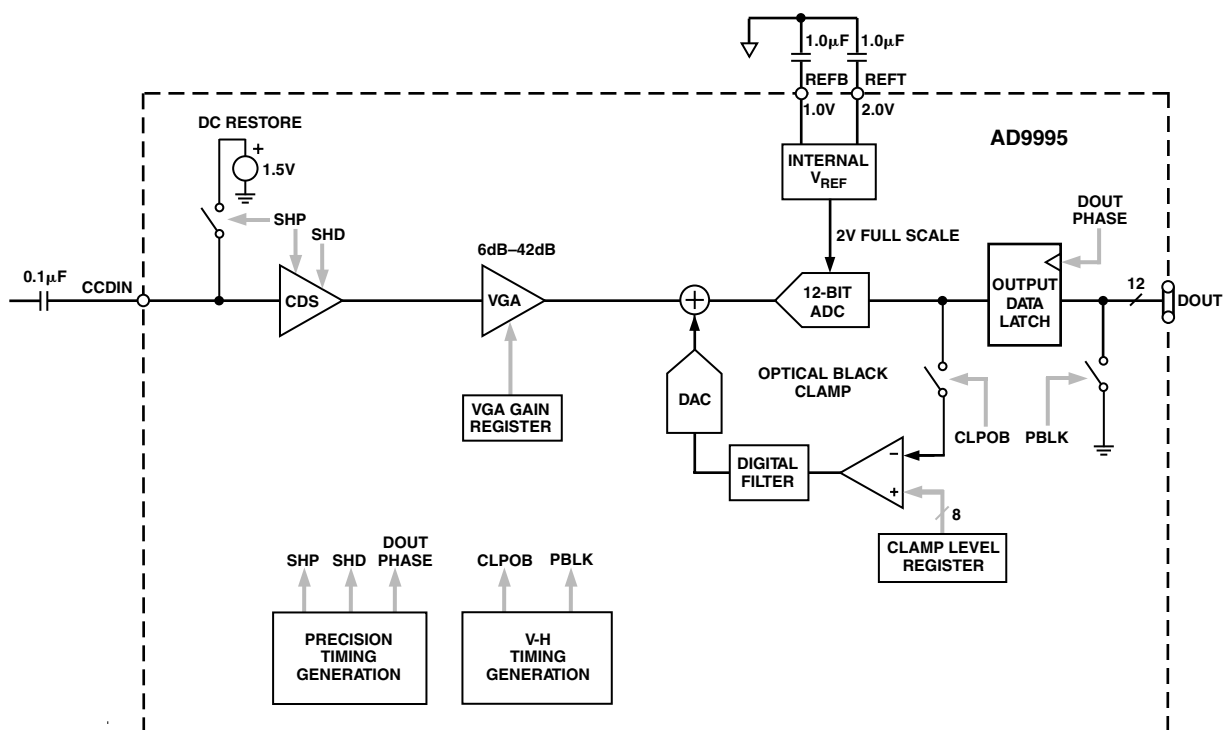 1.0µF 1.0µF
REFB REFT
1.0V 2.0V
DC RESTORE
+
1.5V
AD9995
INTERNAL
VREF
SHP
SHD
DOUT
PHASE
6dB–42dB
2V FULL SCALE
0.1µF
CCDIN
CDS
VGA
+
12-BIT
ADC
OUTPUT
DATA
LATCH
12
DOUT
OPTICAL BLACK
CLAMP
DAC
VGA GAIN
REGISTER
CLPOB
PBLK
DIGITAL
FILTER
–
+
8
CLAMP LEVEL
REGISTER
SHP
SHD
DOUT
PHASE
CLPOB
PBLK
PRECISION
TIMING
GENERATION
V-H
TIMING
GENERATION